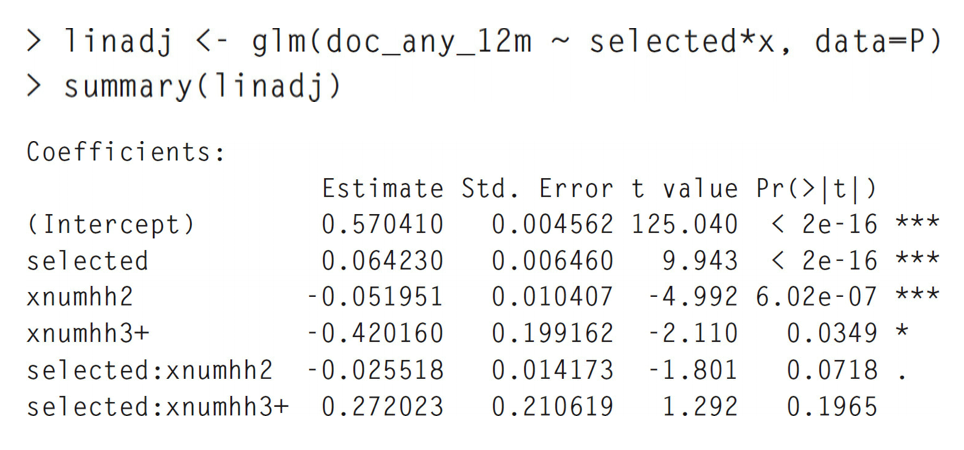 > linadj <- glm(doc_any_12m ~ selected*x, data=P)
> summary(linadj)
Coefficients:
Estimate Std. Error t value Pr(>|t|)
(Intercept) 0.570410 0.004562 125.040 < 2e-16 ***
selected 0.064230 0.006460 9.943 < 2e-16 ***
xnumhh2 -0.051951 0.010407 -4.992 6.02e-07 ***
xnumhh3+ -0.420160 0.199162 -2.110 0.0349 *
selected:xnumhh2 -0.025518 0.014173 -1.801 0.0718 .
selected:xnumhh3+ 0.272023 0.210619 1.292 0.1965